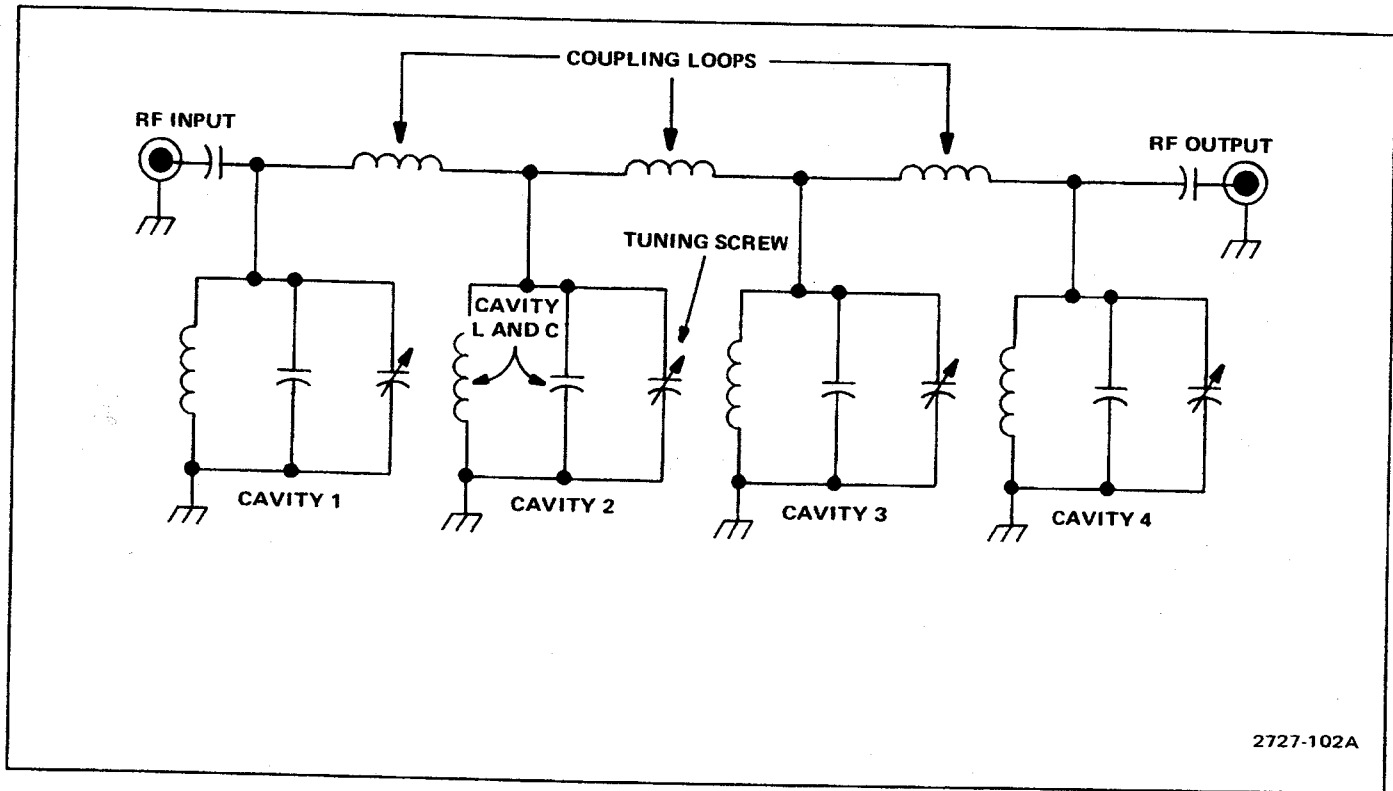 COUPLING LOOPS
RF INPUT
RF OUTPUT
TUNING SCREW
CAVITY
L AND C
CAVITY 1
CAVITY 2
CAVITY 3
CAVITY 4
2727-102A